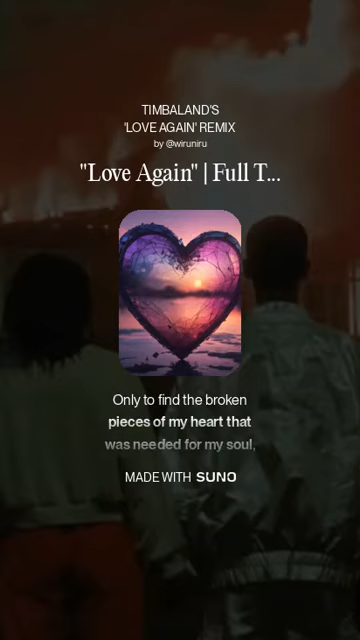 TIMBALAND'S
'LOVE AGAIN' REMIX
by @wiruniru
"Love Again" | Full T...
Only to find the broken
pieces of my heart that
was needed for my soul,
MADE WITH SUNO